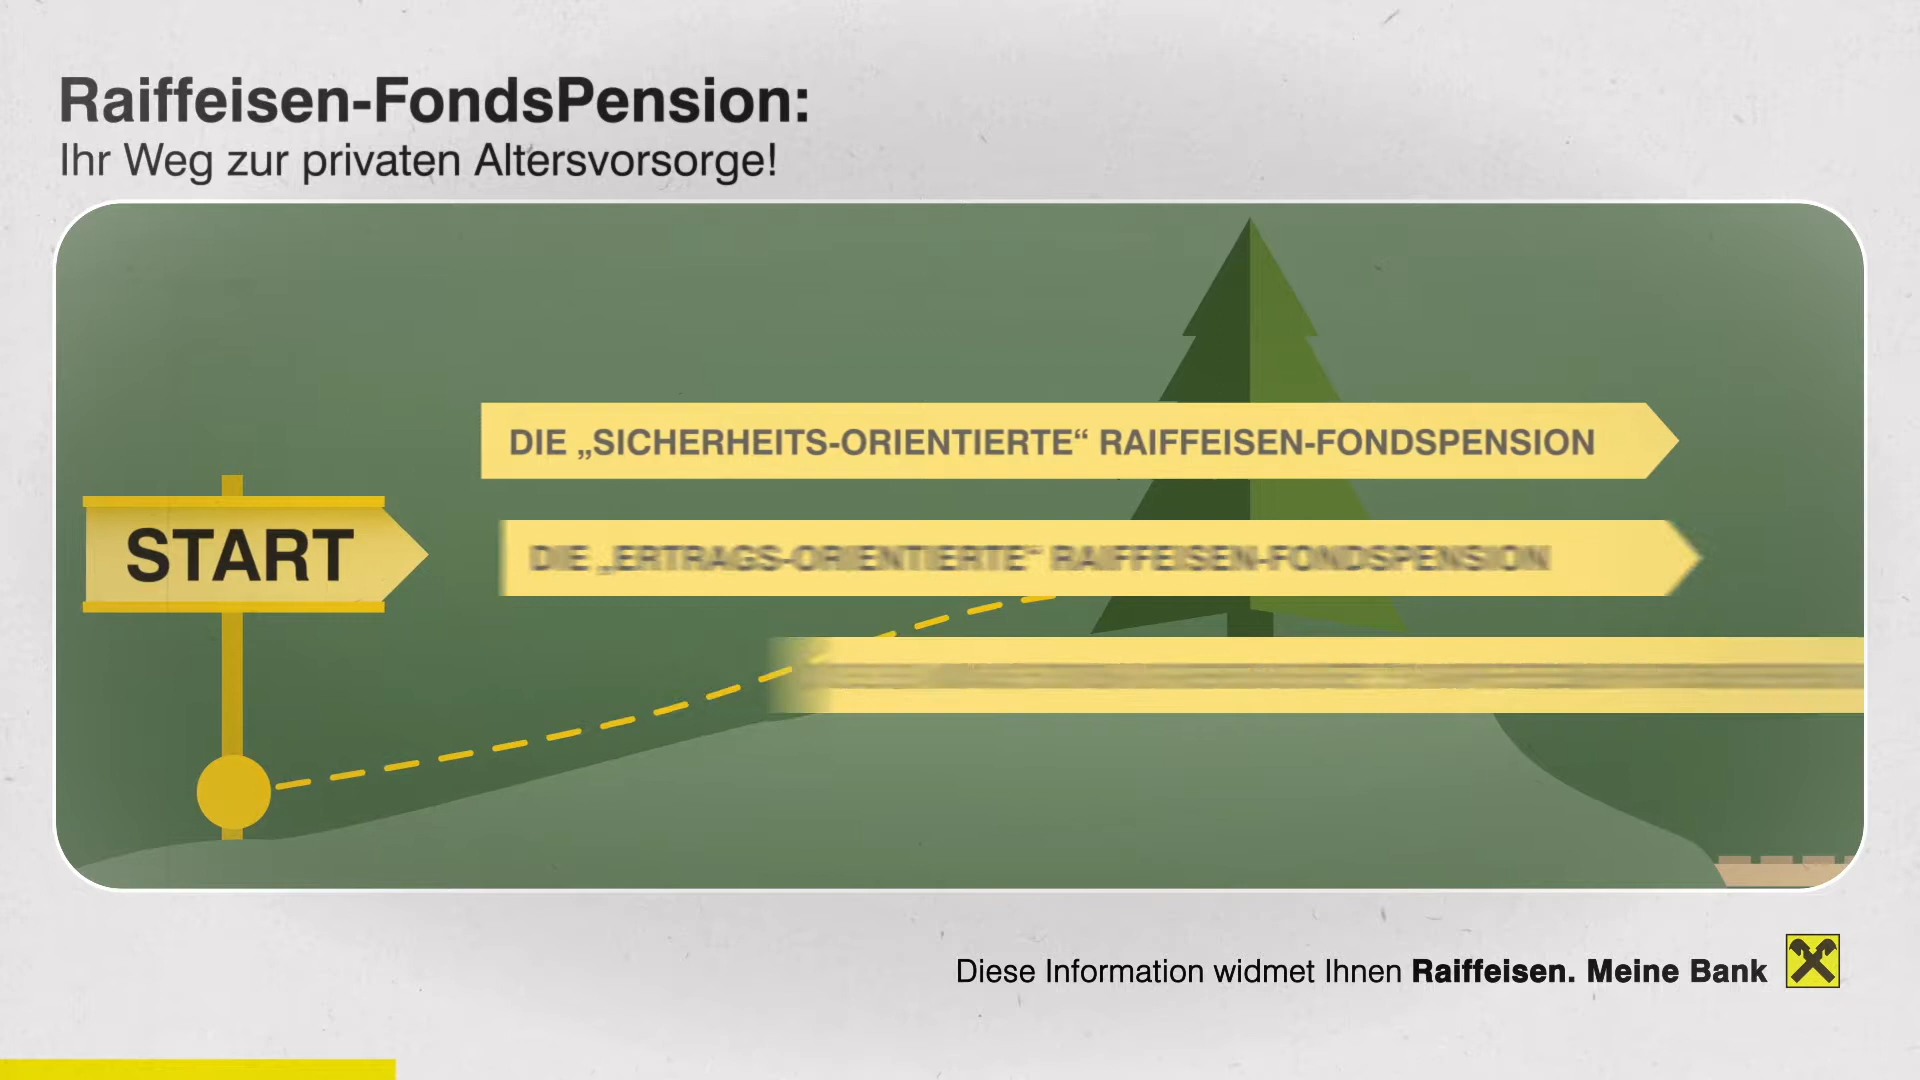 Raiffeisen-FondsPension:
Ihr Weg zur privaten Altersvorsorge!
DIE „SICHERHEITS-ORIENTIERTE“ RAIFFEISEN-FONDSPENSION
START
DIE „ERTRAGS-ORIENTIERTE“ RAIFFEISEN-FONDSPENSION
Diese Information widmet Ihnen Raiffeisen. Meine Bank